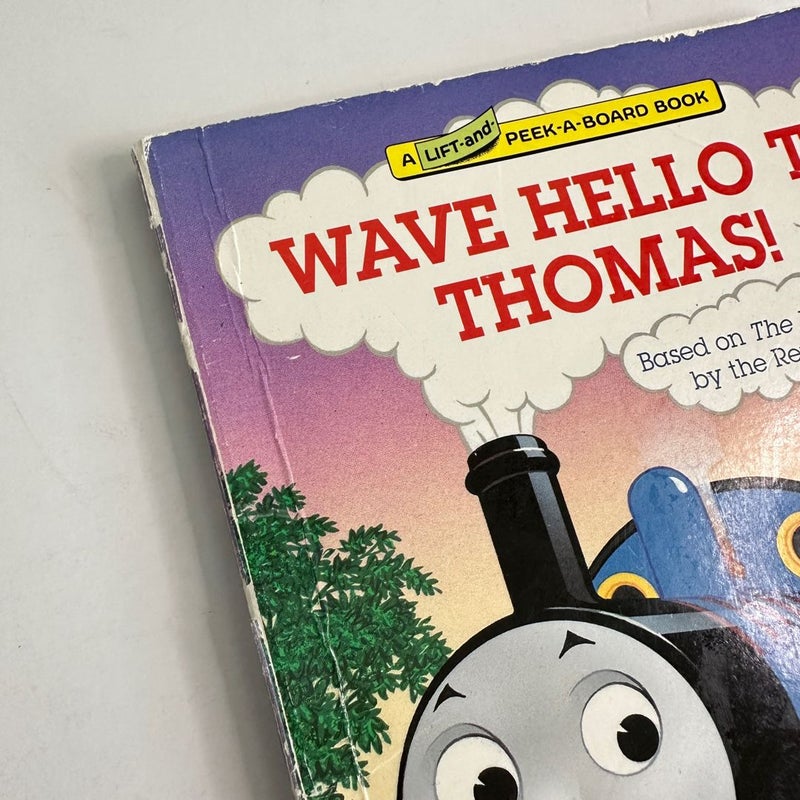 A LIFT-and-PEEK-A-BOARD BOOK
WAVE HELLO T
THOMAS!
Based on The
by the Re